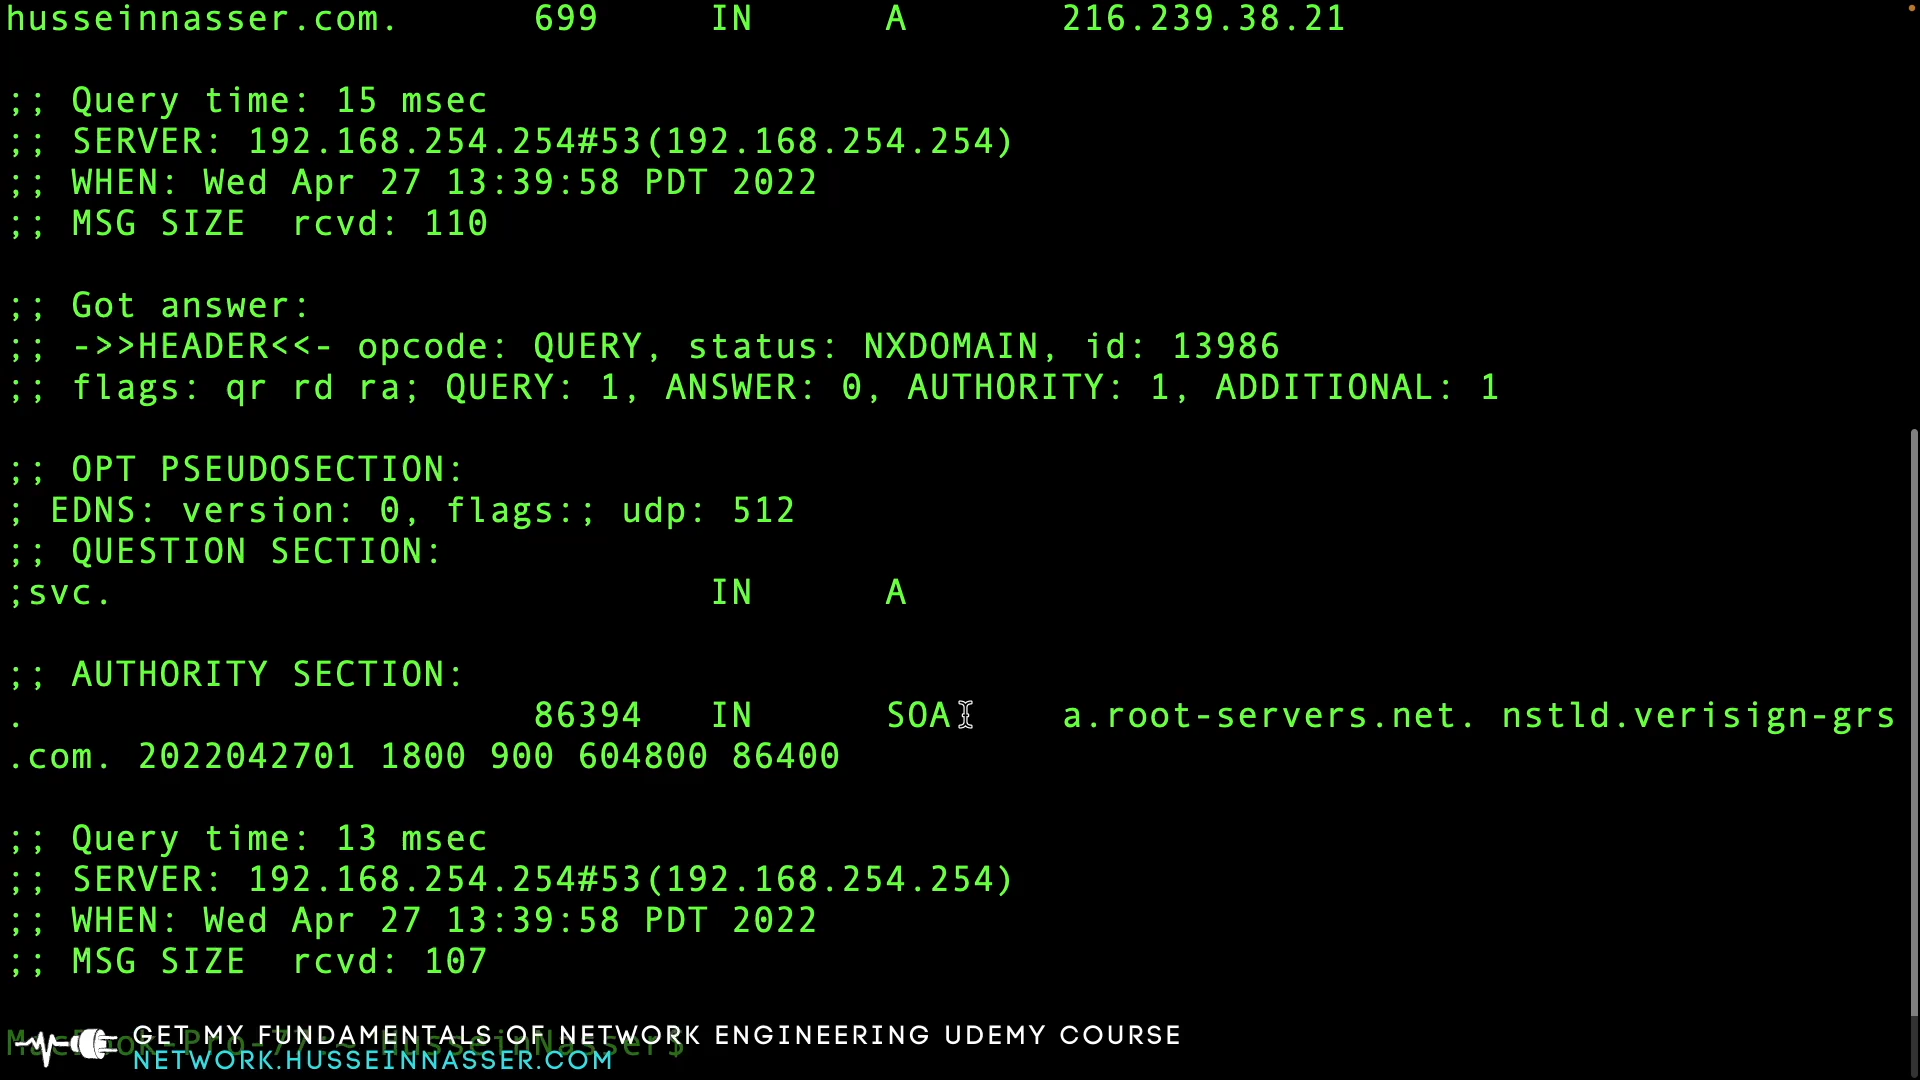 husseinnasser.com. 699 IN A 216.239.38.21
;; Query time: 15 msec
;; SERVER: 192.168.254.254#53(192.168.254.254)
;; WHEN: Wed Apr 27 13:39:58 PDT 2022
;; MSG SIZE rcvd: 110
;; Got answer:
;; ->>HEADER<<- opcode: QUERY, status: NXDOMAIN, id: 13986
;; flags: qr rd ra; QUERY: 1, ANSWER: 0, AUTHORITY: 1, ADDITIONAL: 1
;; OPT PSEUDOSECTION:
; EDNS: version: 0, flags:; udp: 512
;; QUESTION SECTION:
;svc. IN A
;; AUTHORITY SECTION:
. 86394 IN SOA a.root-servers.net. nstld.verisign-grs
.com. 2022042701 1800 900 604800 86400
;; Query time: 13 msec
;; SERVER: 192.168.254.254#53(192.168.254.254)
;; WHEN: Wed Apr 27 13:39:58 PDT 2022
;; MSG SIZE rcvd: 107
GET MY FUNDAMENTALS OF NETWORK ENGINEERING UDEMY COURSE
NETWORK.HUSSEINNASSER.COM